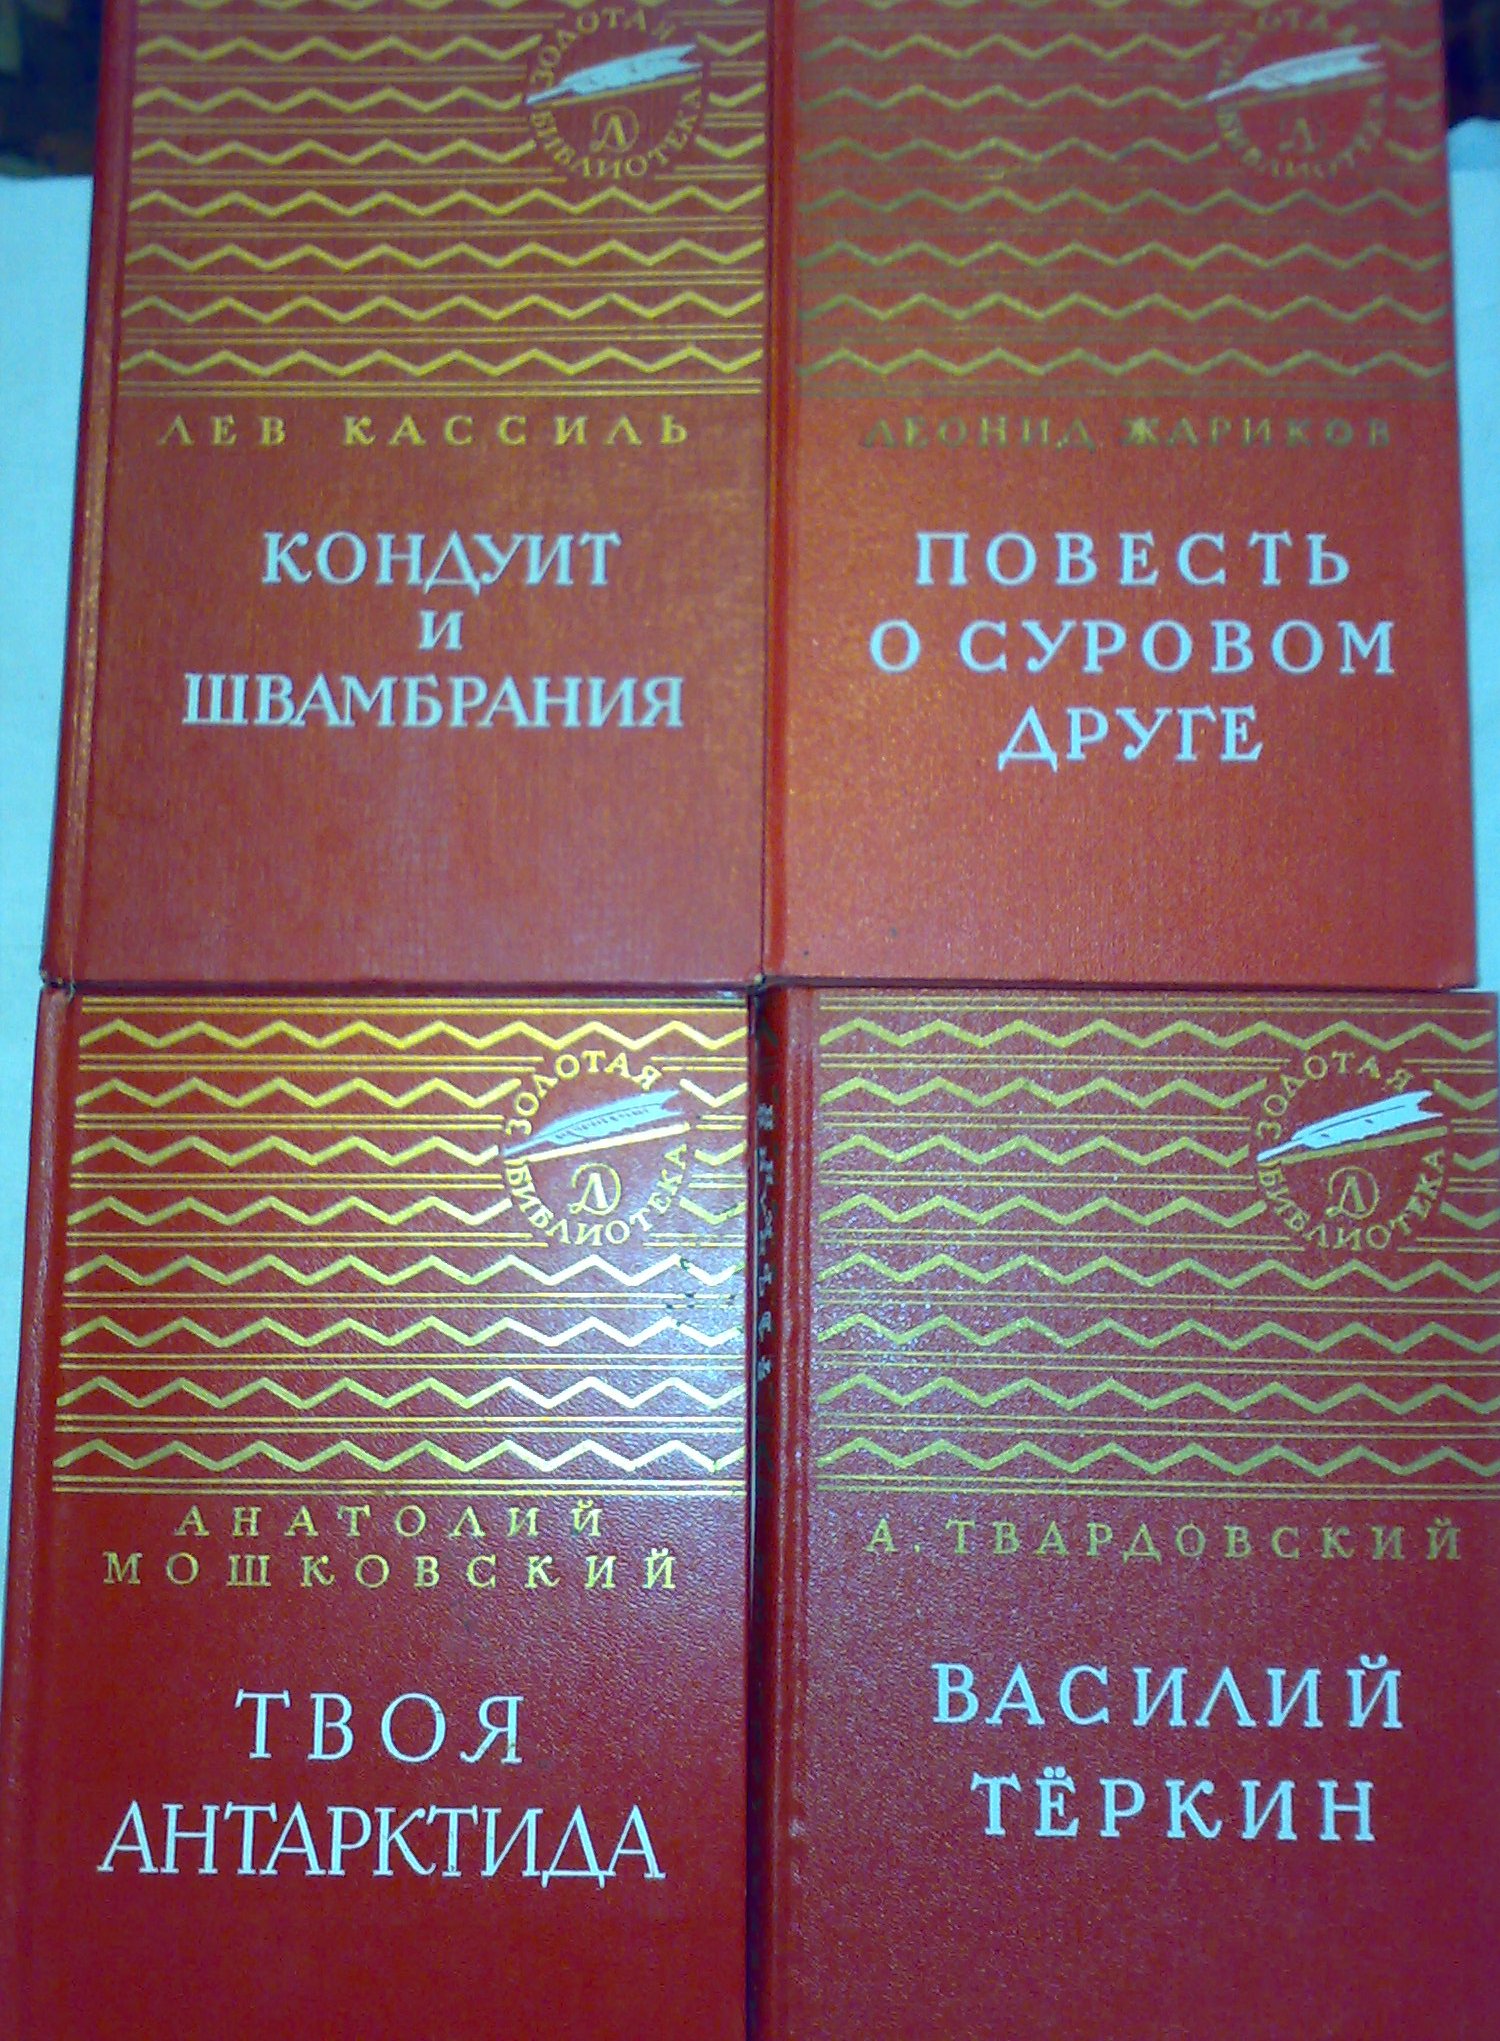 ЗОЛОТАЯ
БИБЛИОТЕКА
ЛЕВ КАССИЛЬ
КОНДУИТ
И
ШВАМБРАНИЯ
ЗОЛОТАЯ
БИБЛИОТЕКА
ЛЕОНИД ЖАРИКОВ
ПОВЕСТЬ
О СУРОВОМ
ДРУГЕ
ЗОЛОТАЯ
БИБЛИОТЕКА
АНАТОЛИЙ
МОШКОВСКИЙ
ТВОЯ
АНТАРКТИДА
ЗОЛОТАЯ
БИБЛИОТЕКА
А. ТВАРДОВСКИЙ
ВАСИЛИЙ
ТЁРКИН